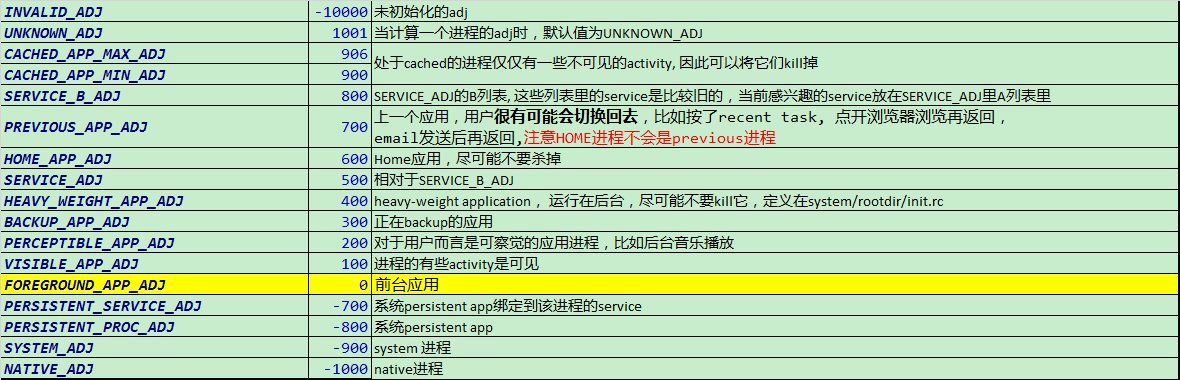 INVALID_ADJ -10000 未初始化的adj
UNKNOWN_ADJ 1001 当计算一个进程的adj时，默认值为UNKNOWN_ADJ
CACHED_APP_MAX_ADJ 906 处于cached的进程仅仅有一些不可见的activity, 因此可以将它们kill掉
CACHED_APP_MIN_ADJ 900
SERVICE_B_ADJ 800 SERVICE_ADJ的B列表, 这些列表里的service是比较旧的，当前感兴趣的service放在SERVICE_ADJ里A列表里
PREVIOUS_APP_ADJ 700 上一个应用，用户很有可能会切换回去，比如按了recent task, 点开浏览器浏览再返回，
email发送后再返回,注意HOME进程不会是previous进程
HOME_APP_ADJ 600 Home应用，尽可能不要杀掉
SERVICE_ADJ 500 相对于SERVICE_B_ADJ
HEAVY_WEIGHT_APP_ADJ 400 heavy-weight application， 运行在后台，尽可能不要kill它，定义在system/rootdir/init.rc
BACKUP_APP_ADJ 300 正在backup的应用
PERCEPTIBLE_APP_ADJ 200 对于用户而言是可察觉的应用进程，比如后台音乐播放
VISIBLE_APP_ADJ 100 进程的有些activity是可见
FOREGROUND_APP_ADJ 0 前台应用
PERSISTENT_SERVICE_ADJ -700 系统persistent app绑定到该进程的service
PERSISTENT_PROC_ADJ -800 系统persistent app
SYSTEM_ADJ -900 system 进程
NATIVE_ADJ -1000 native进程